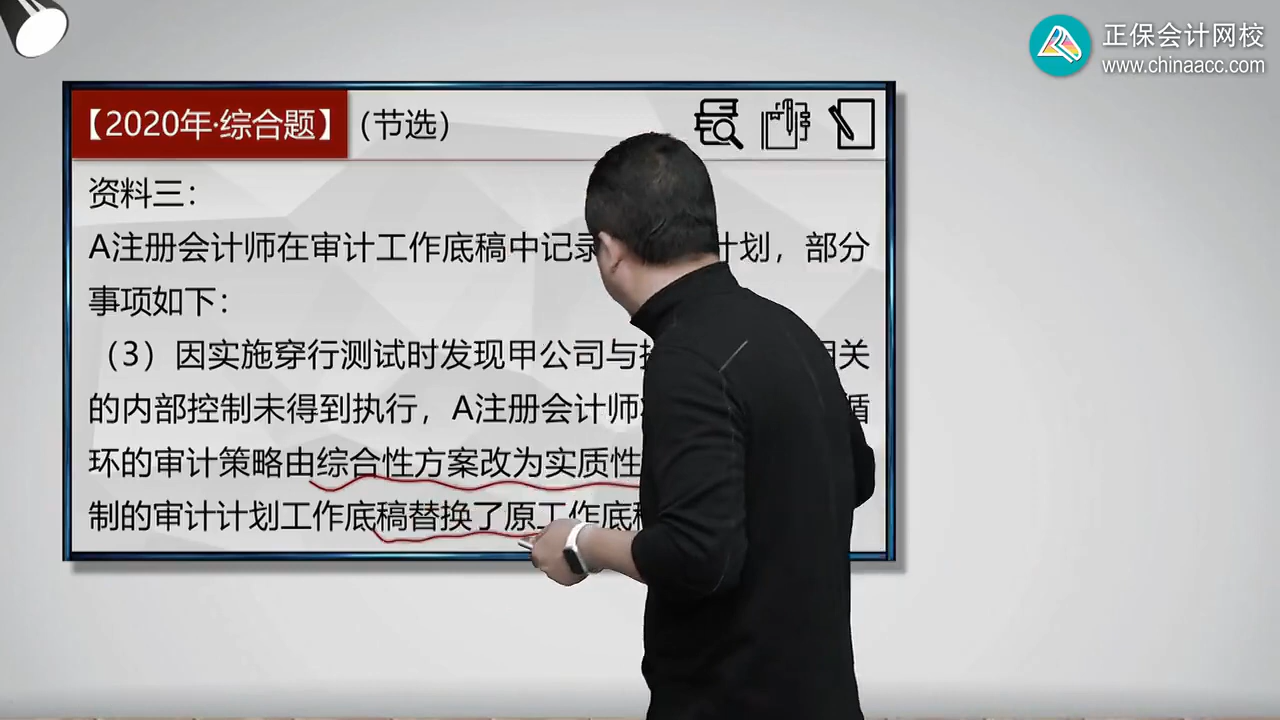 正保会计网校
www.chinaacc.com
【2020年·综合题】（节选）
资料三：
A注册会计师在审计工作底稿中记录 计划，部分
事项如下：
（3）因实施穿行测试时发现甲公司与 相关
的内部控制未得到执行，A注册会计师 循
环的审计策略由综合性方案改为实质性
制的审计计划工作底稿替换了原工作底稿